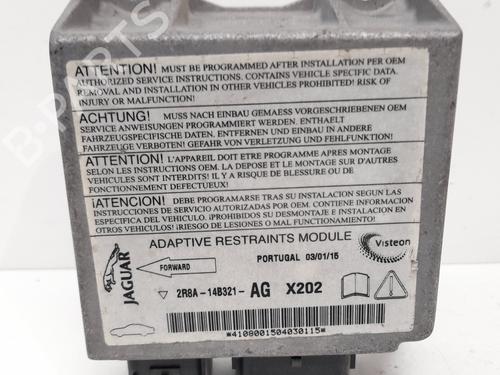 ATTENTION! MUST BE PROGRAMMED AFTER INSTALLATION PER OEM
AUTHORIZED SERVICE INSTRUCTIONS. CONTAINS VEHICLE SPECIFIC DATA.
REMOVAL AND INSTALLATION IN OTHER VEHICLES PROHIBITED! RISK OF
INJURY OR MALFUNCTION!
ACHTUNG! MUSS NACH EINBAU GEMAESS VORGESCHRIEBENEN OEM
SERVICE ANWEISUNGEN PROGRAMMIERT WERDEN. ENTHAELT
FAHRZEUGSPEZIFISCHE DATEN. ENTFERNEN UND EINBAU IN ANDERE
FAHRZEUGE VERBOTEN! GEFAHR VON VERLETZUNG UND FEHLFUNKTION!
ATTENTION! L'APPAREIL DOIT ETRE PROGRAMME APRES MONTAGE
SELON LES INSTRUCTIONS OEM. LA DEPOSE ET LE MONTAGE SUR D'AUTRES
VEHICULES SONT INTERDITS! IL Y A RISQUE DE BLESSURE OU DE
FONCTIONNEMENT DEFECTUEUX!
¡ATENCION! DEBE PROGRAMARSE TRAS SU INSTALACION SEGUN LAS
INSTRUCCIONES DE SERVICIO AUTORIZADAS POR OEM. CONTIENE INFORMACION
ESPECIFICA DEL VEHICULO. ¡PROHIBIDOS SU DESMONTAJE E INSTALACION EN
OTROS VEHICULOS! ¡RIESGO DE LESIONES O MAL FUNCIONAMIENTO!
ADAPTIVE RESTRAINTS MODULE
Visteon
JAGUAR
FORWARD
PORTUGAL 03/01/15
2R8A-14B321- AG X202
*4108001504030115*
B-PARTS